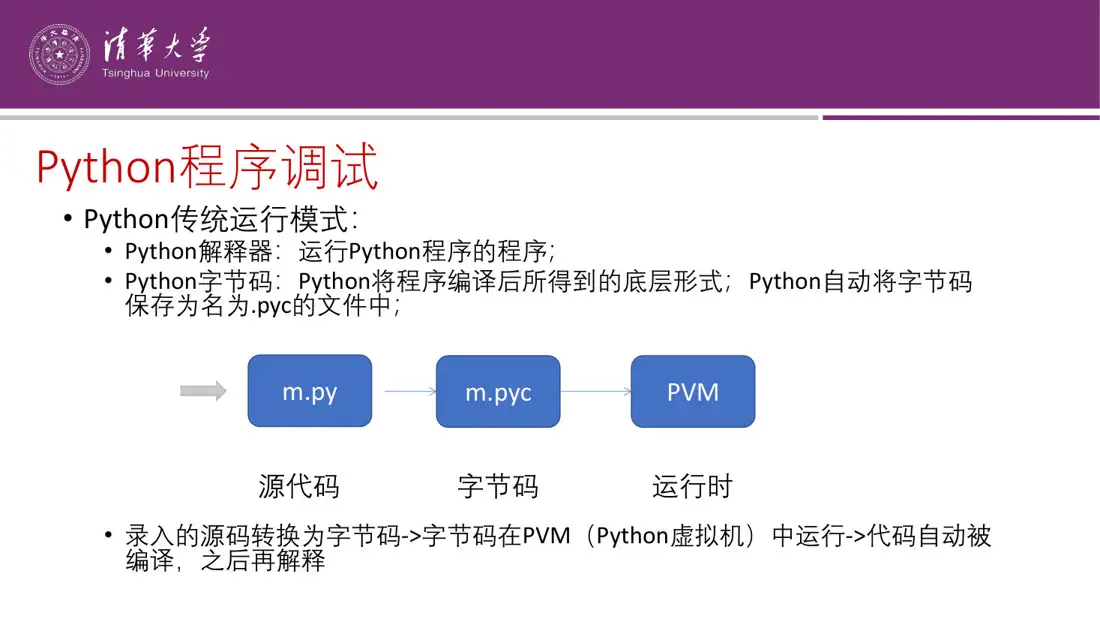 清华大学
Tsinghua University
Python程序调试
• Python传统运行模式：
• Python解释器：运行Python程序的程序；
• Python字节码：Python将程序编译后所得到的底层形式；Python自动将字节码
保存为名为.pyc的文件中；
m.py
m.pyc
PVM
源代码
字节码
运行时
• 录入的源码转换为字节码->字节码在PVM（Python虚拟机）中运行->代码自动被
编译，之后再解释